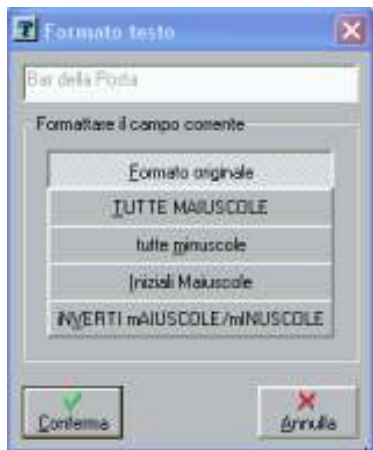 Formato testo
Bar della Posta
Formattare il campo corrente
Formato originale
TUTTE MAIUSCOLE
tutte minuscole
Iniziali Maiuscole
iNVERTI mAIUSCOLE/mINUSCOLE
Conferma
Annulla